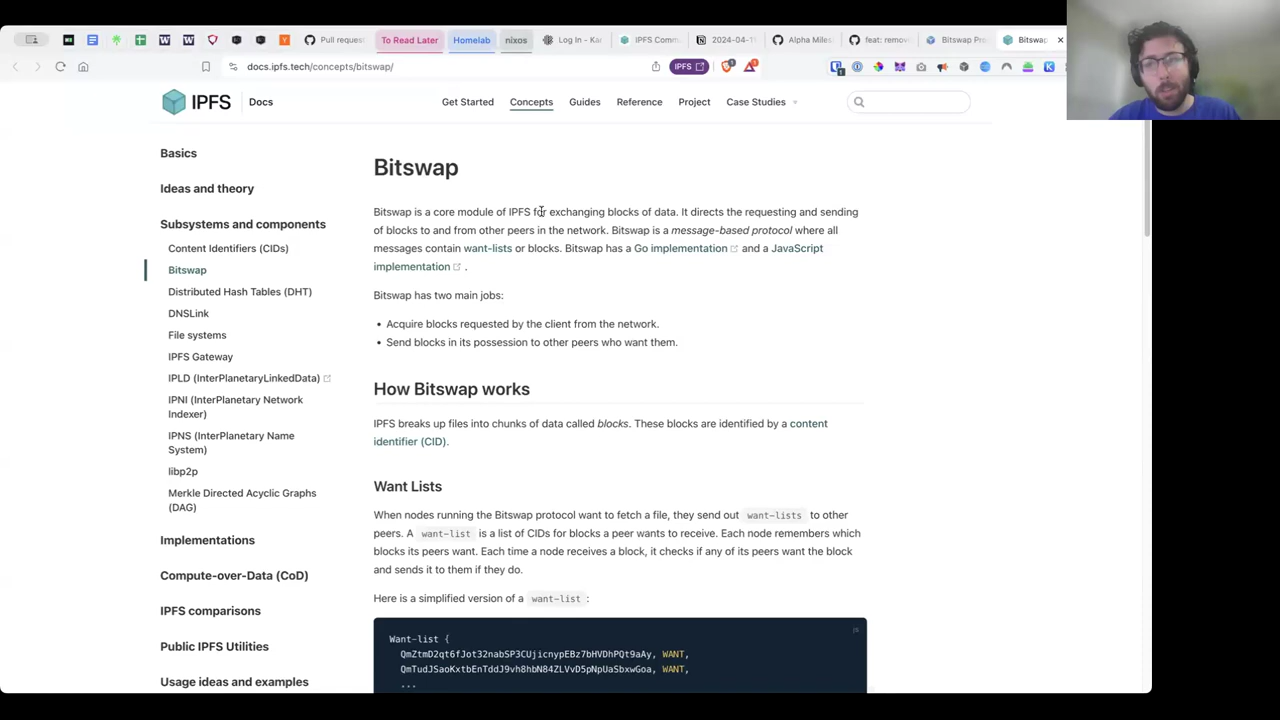 Pull request
To Read Later
Homelab
nixos
Log In – Kar
IPFS Comm
2024-04-1
Alpha Miles
feat: remov
Bitswap Pro
Bitswap
docs.ipfs.tech/concepts/bitswap/
IPFS
IPFS
Docs
Get Started
Concepts
Guides
Reference
Project
Case Studies
Basics
Ideas and theory
Subsystems and components
Content Identifiers (CIDs)
Bitswap
Distributed Hash Tables (DHT)
DNSLink
File systems
IPFS Gateway
IPLD (InterPlanetaryLinkedData)
IPNI (InterPlanetary Network
Indexer)
IPNS (InterPlanetary Name
System)
libp2p
Merkle Directed Acyclic Graphs
(DAG)
Implementations
Compute-over-Data (CoD)
IPFS comparisons
Public IPFS Utilities
Usage ideas and examples
Bitswap
Bitswap is a core module of IPFS for exchanging blocks of data. It directs the requesting and sending
of blocks to and from other peers in the network. Bitswap is a message-based protocol where all
messages contain want-lists or blocks. Bitswap has a Go implementation and a JavaScript
implementation .
Bitswap has two main jobs:
• Acquire blocks requested by the client from the network.
• Send blocks in its possession to other peers who want them.
How Bitswap works
IPFS breaks up files into chunks of data called blocks. These blocks are identified by a content
identifier (CID).
Want Lists
When nodes running the Bitswap protocol want to fetch a file, they send out want-lists to other
peers. A want-list is a list of CIDs for blocks a peer wants to receive. Each node remembers which
blocks its peers want. Each time a node receives a block, it checks if any of its peers want the block
and sends it to them if they do.
Here is a simplified version of a want-list :
js
Want-list {
QmZtmD2qt6fJot32nabSP3CUjicnypEBz7bHVDhPQt9aAy, WANT,
QmTudJSaoKxtbEnTddJ9vh8hbN84ZLVvD5pNpUaSbxwGoa, WANT,
...